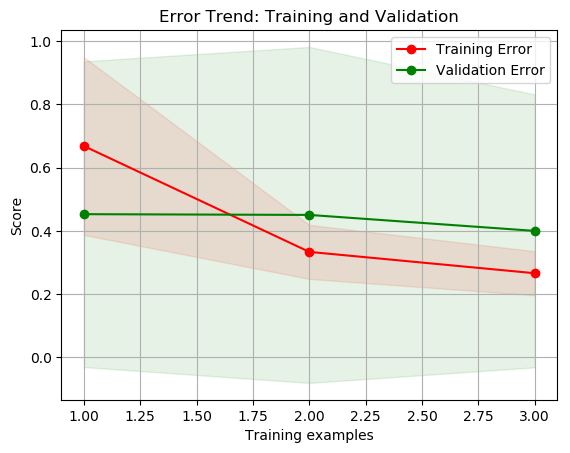 Error Trend: Training and Validation
Training Error
Validation Error
Score
1.0
0.8
0.6
0.4
0.2
0.0
1.00 1.25 1.50 1.75 2.00 2.25 2.50 2.75 3.00
Training examples